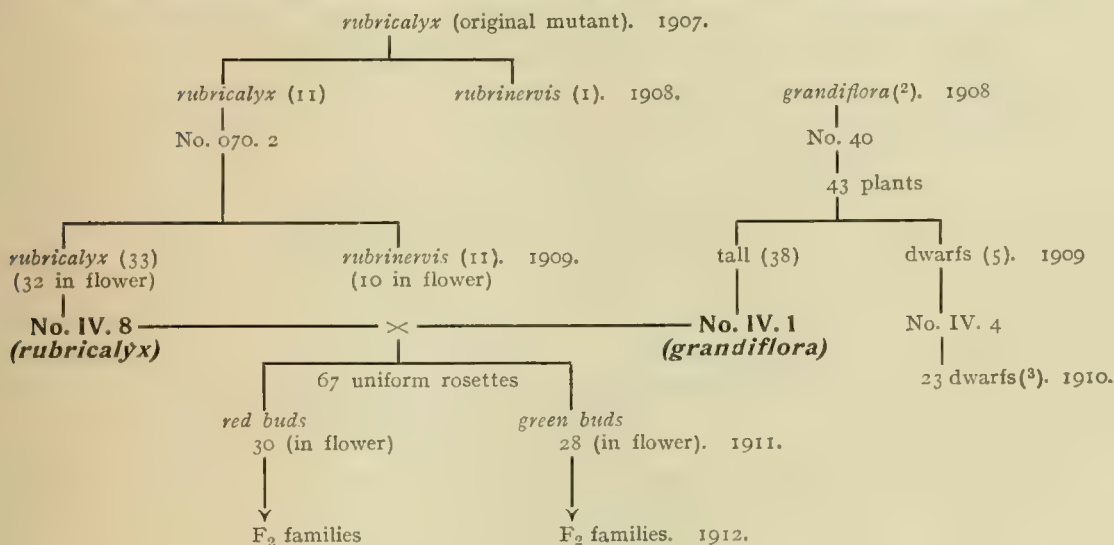 rubricalyx (original mutant). 1907.
rubricalyx (11) rubrinervis (1). 1908. grandiflora(²). 1908
No. 070. 2 No. 40
43 plants
rubricalyx (33) rubrinervis (11). 1909. tall (38) dwarfs (5). 1909
(32 in flower) (10 in flower)
No. IV. 8 × No. IV. 1 No. IV. 4
(rubricalyx) (grandiflora)
67 uniform rosettes 23 dwarfs(³). 1910.
red buds green buds
30 (in flower) 28 (in flower). 1911.
F₂ families F₂ families. 1912.